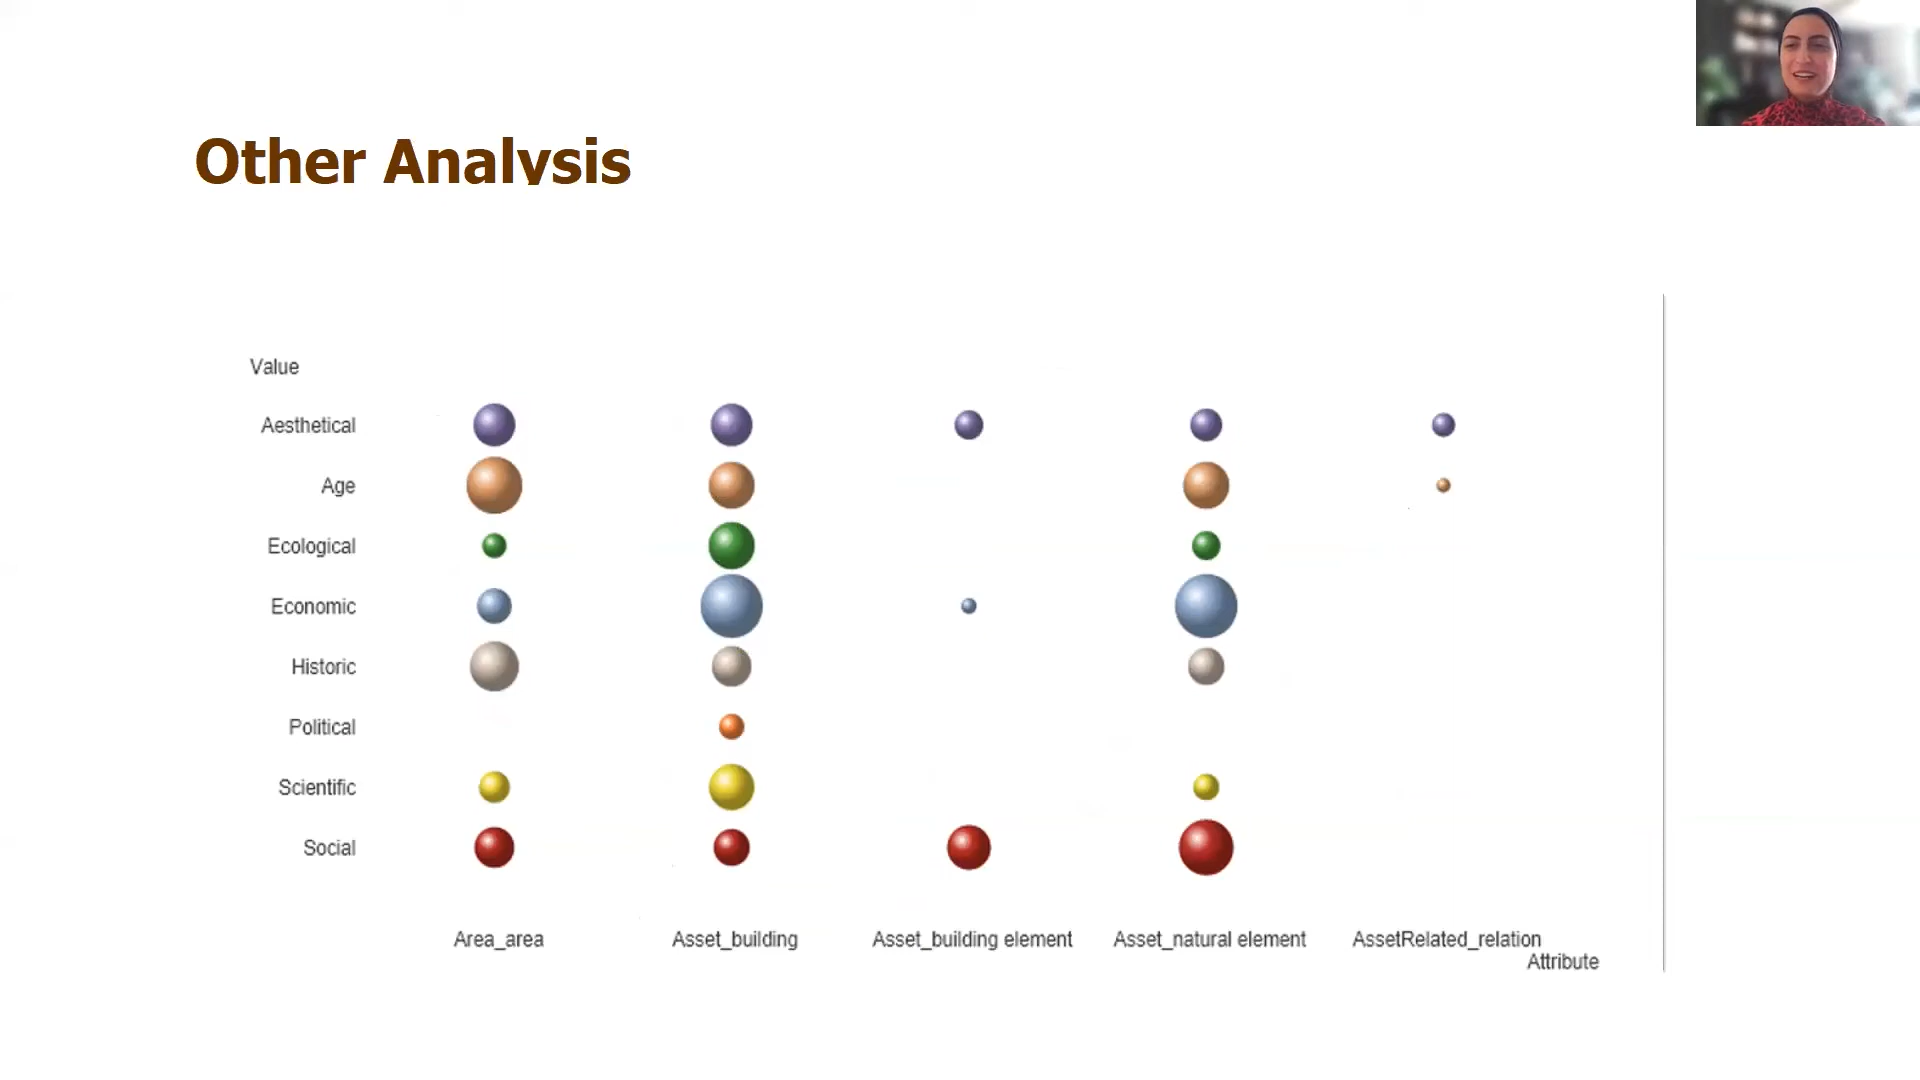 Other Analysis
Value
Aesthetical
Age
Ecological
Economic
Historic
Political
Scientific
Social
Area_area Asset_building Asset_building element Asset_natural element AssetRelated_relation
Attribute